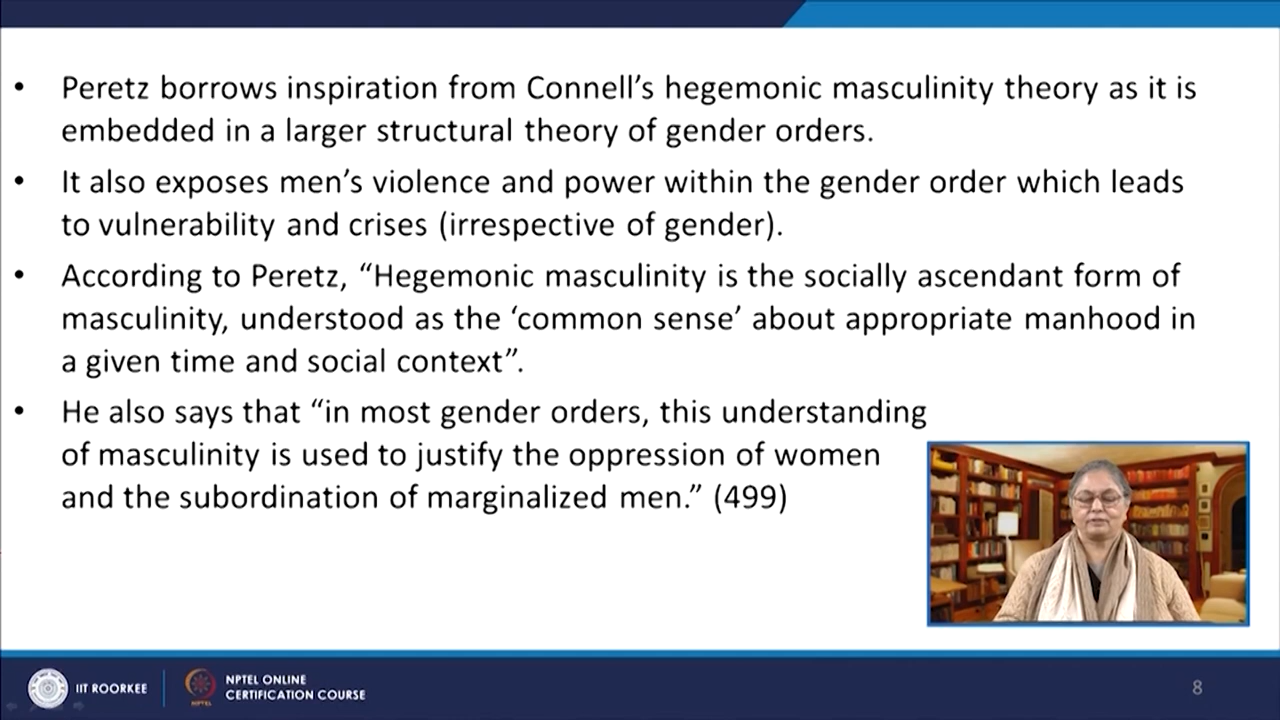 • Peretz borrows inspiration from Connell’s hegemonic masculinity theory as it is
embedded in a larger structural theory of gender orders.
• It also exposes men’s violence and power within the gender order which leads
to vulnerability and crises (irrespective of gender).
• According to Peretz, “Hegemonic masculinity is the socially ascendant form of
masculinity, understood as the ‘common sense’ about appropriate manhood in
a given time and social context”.
• He also says that “in most gender orders, this understanding
of masculinity is used to justify the oppression of women
and the subordination of marginalized men.” (499)
IIT ROORKEE
NPTEL ONLINE
CERTIFICATION COURSE
8